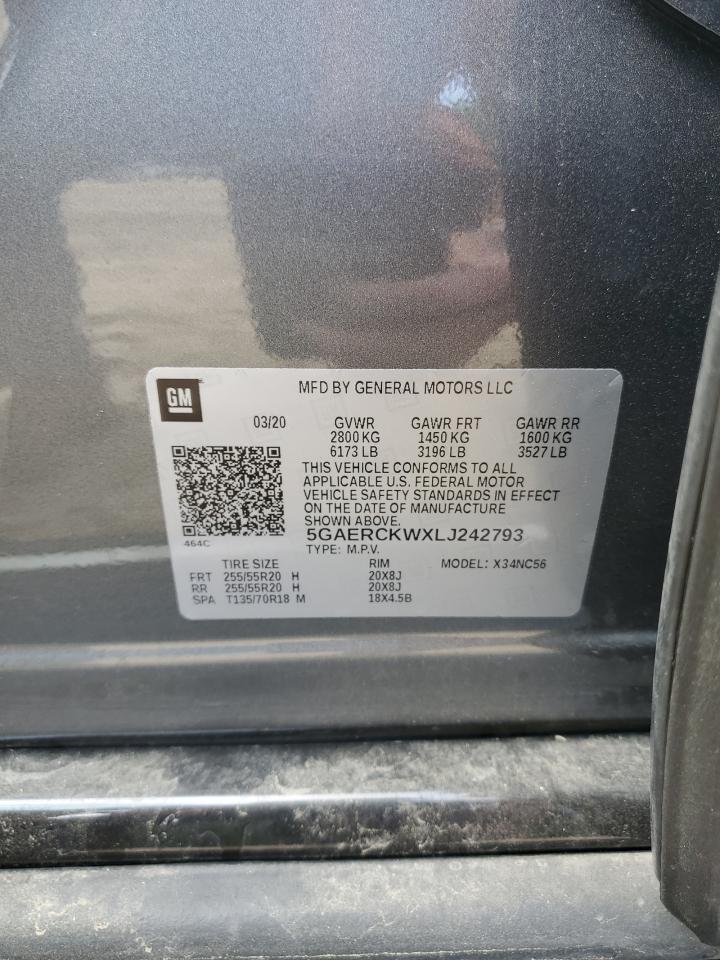 GM
MFD BY GENERAL MOTORS LLC
03/20 GVWR GAWR FRT GAWR RR
2800 KG 1450 KG 1600 KG
6173 LB 3196 LB 3527 LB
THIS VEHICLE CONFORMS TO ALL
APPLICABLE U.S. FEDERAL MOTOR
VEHICLE SAFETY STANDARDS IN EFFECT
ON THE DATE OF MANUFACTURE
SHOWN ABOVE.
464C
5GAERCKWXLJ242793
TYPE: M.P.V.
TIRE SIZE RIM MODEL: X34NC56
FRT 255/55R20 H 20X8J
RR 255/55R20 H 20X8J
SPA T135/70R18 M 18X4.5B